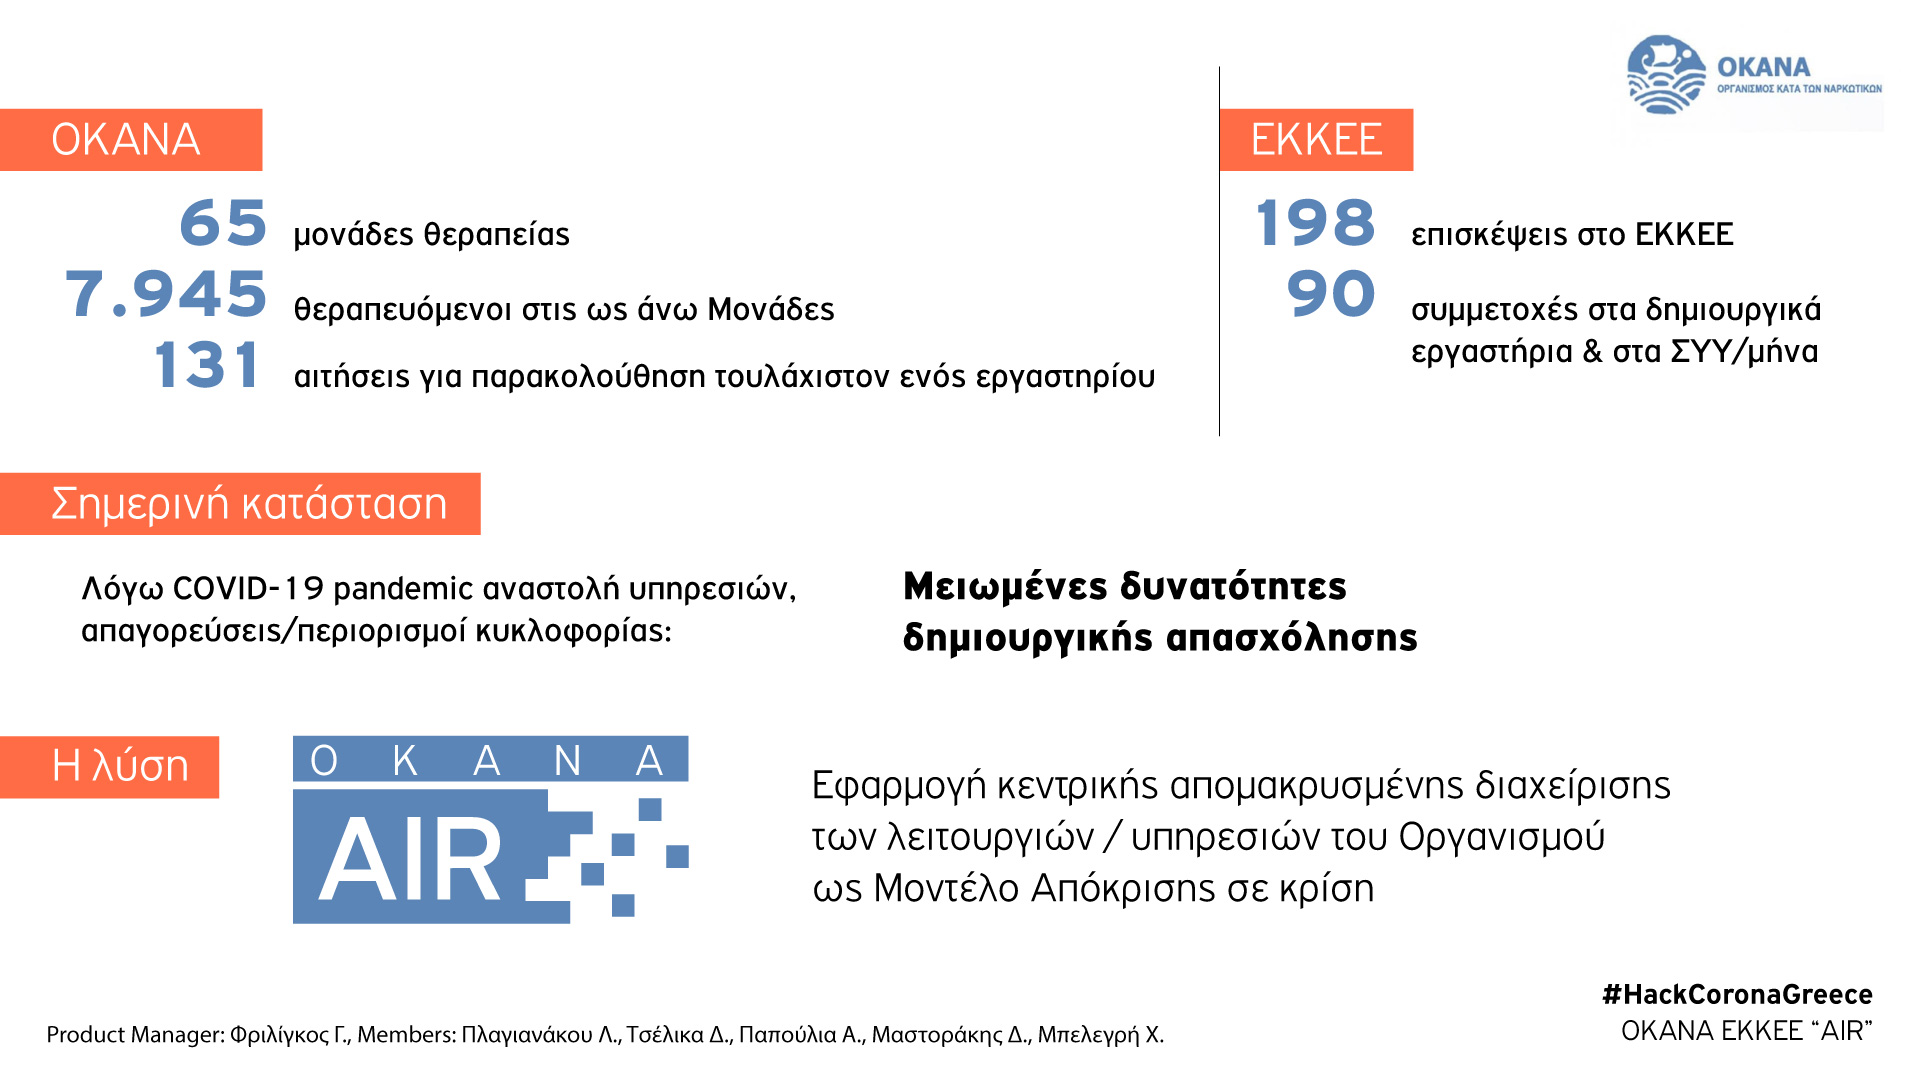 ΟΚΑΝΑ
ΟΡΓΑΝΙΣΜΟΣ ΚΑΤΑ ΤΩΝ ΝΑΡΚΩΤΙΚΩΝ
ΟΚΑΝΑ
65 μονάδες θεραπείας
7.945 θεραπευόμενοι στις ως άνω Μονάδες
131 αιτήσεις για παρακολούθηση τουλάχιστον ενός εργαστηρίου
ΕΚΚΕΕ
198 επισκέψεις στο ΕΚΚΕΕ
90 συμμετοχές στα δημιουργικά
εργαστήρια & στα ΣΥΥ/μήνα
Σημερινή κατάσταση
Λόγω COVID-19 pandemic αναστολή υπηρεσιών,
απαγορεύσεις/περιορισμοί κυκλοφορίας:
Μειωμένες δυνατότητες
δημιουργικής απασχόλησης
Η λύση
ΟΚΑΝΑ
AIR
Εφαρμογή κεντρικής απομακρυσμένης διαχείρισης
των λειτουργιών / υπηρεσιών του Οργανισμού
ως Μοντέλο Απόκρισης σε κρίση
#HackCoronaGreece
ΟΚΑΝΑ ΕΚΚΕΕ “AIR”
Product Manager: Φριλίγκος Γ., Members: Πλαγιανάκου Λ., Τσέλικα Δ., Παπούλια Α., Μαστοράκης Δ., Μπελεγρή Χ.